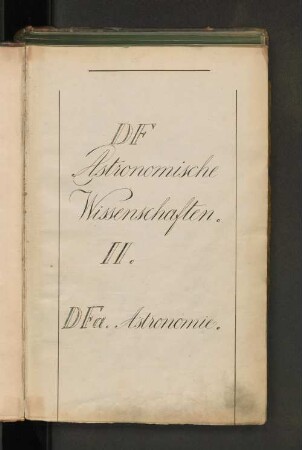 DF
Astronomische
Wissenschaften.
II.
DFa. Astronomie.